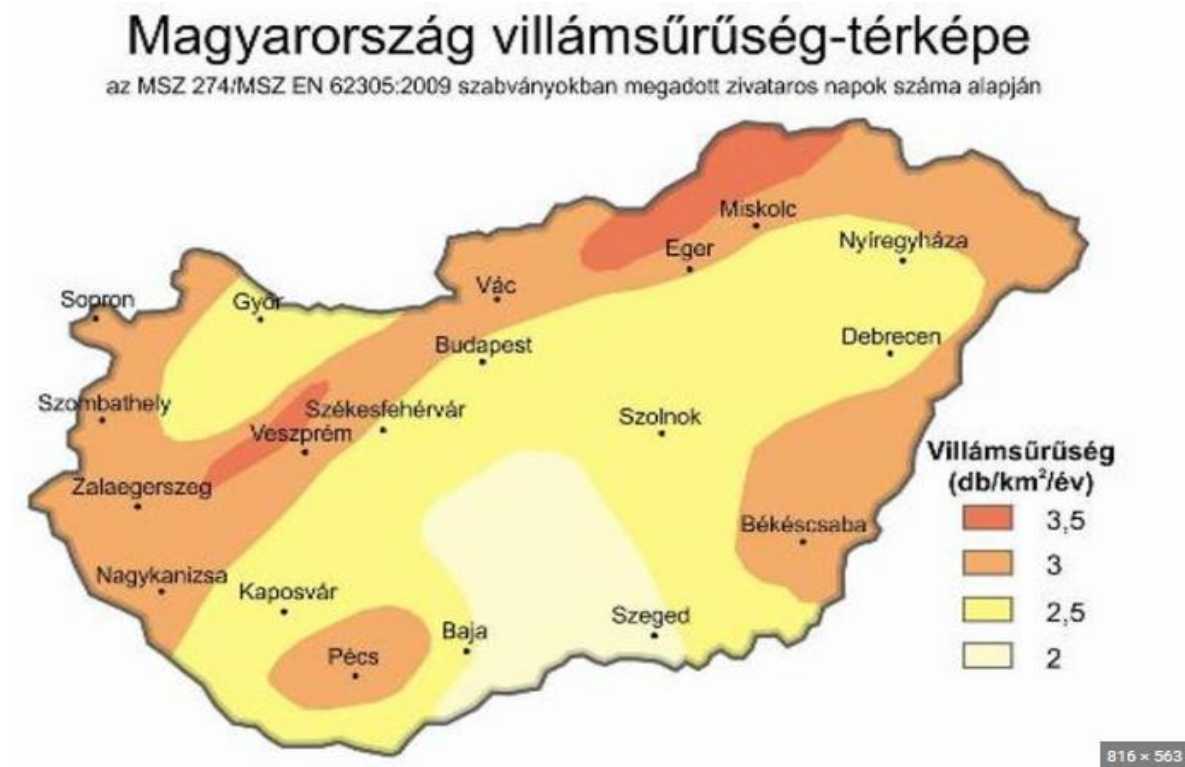 Magyarország villámsűrűség-térképe
az MSZ 274/MSZ EN 62305:2009 szabványokban megadott zivataros napok száma alapján
Miskolc
Nyíregyháza
Eger
Vác
Sopron
Győr
Budapest
Debrecen
Szombathely
Székesfehérvár
Szolnok
Veszprém
Zalaegerszeg
Békéscsaba
Nagykanizsa
Kaposvár
Szeged
Baja
Pécs
Villámsűrűség
(db/km²/év)
3,5
3
2,5
2
816 × 563